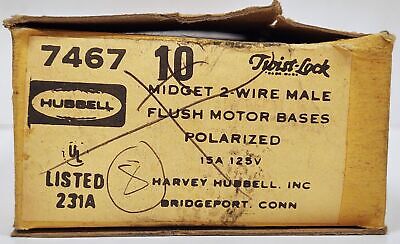 7467 10 Twist-Lock
HUBBELL
MIDGET 2-WIRE MALE
FLUSH MOTOR BASES
POLARIZED
15A 125V
UL
LISTED
231A
8
HARVEY HUBBELL, INC
BRIDGEPORT, CONN